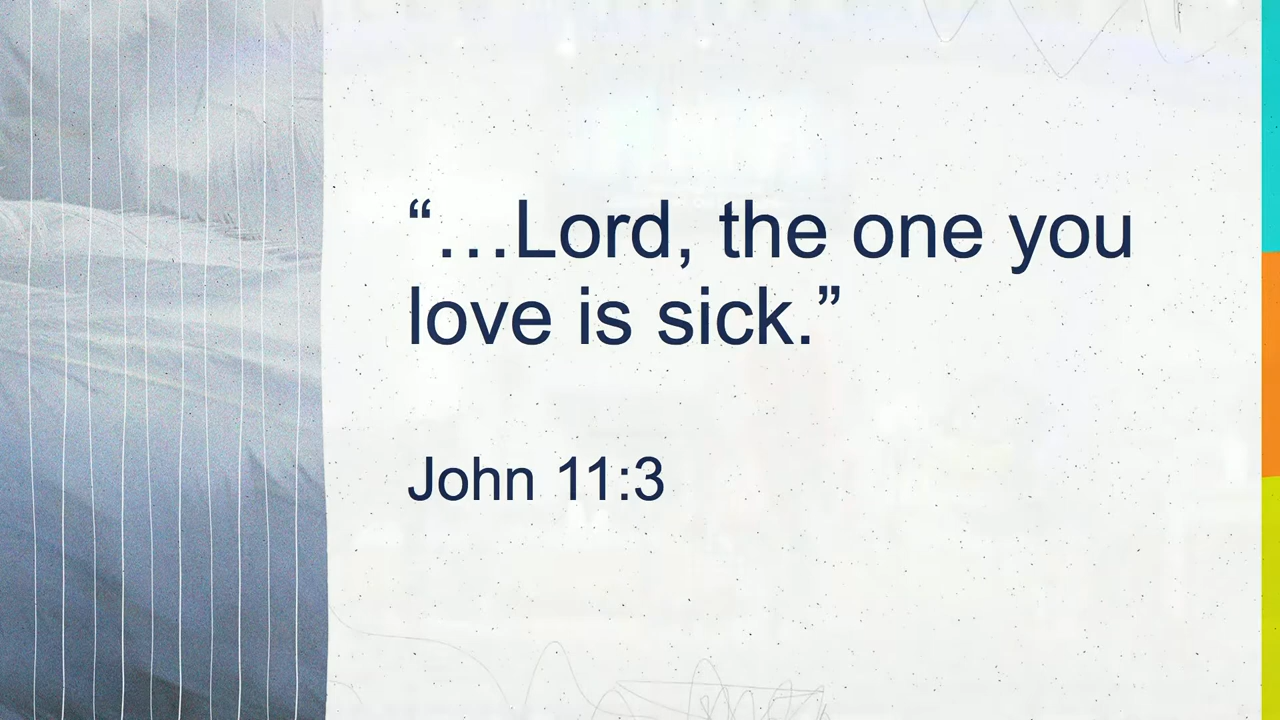 “…Lord, the one you
love is sick.”
John 11:3